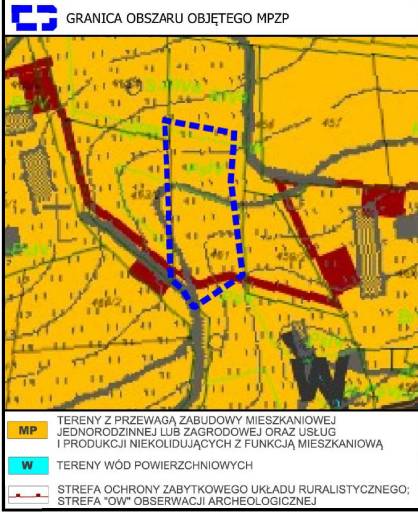 GRANICA OBSZARU OBJĘTEGO MPZP
457
W
MP
TERENY Z PRZEWAGĄ ZABUDOWY MIESZKANIOWEJ
JEDNORODZINNEJ LUB ZAGRODOWEJ ORAZ USŁUG
I PRODUKCJI NIEKOLIDUJĄCYCH Z FUNKCJĄ MIESZKANIOWĄ
W
TERENY WÓD POWIERZCHNIOWYCH
STREFA OCHRONY ZABYTKOWEGO UKŁADU RURALISTYCZNEGO;
STREFA "OW" OBSERWACJI ARCHEOLOGICZNEJ